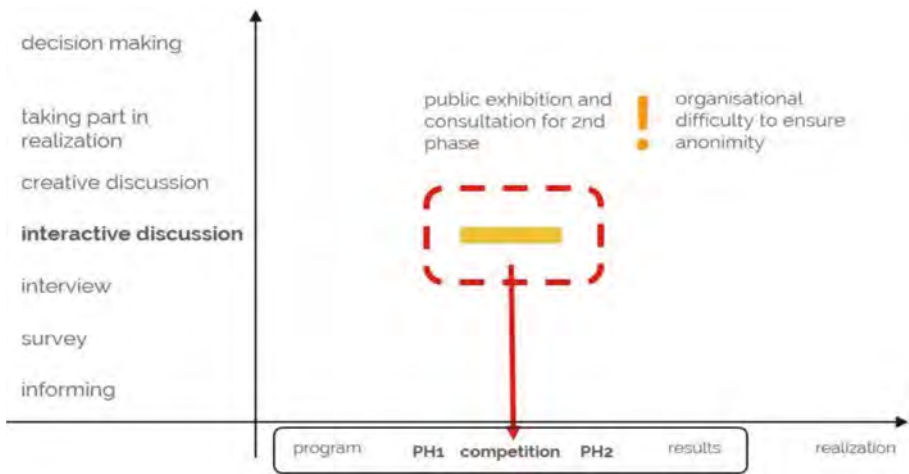 decision making
taking part in
realization
creative discussion
interactive discussion
interview
survey
informing
public exhibition and
consultation for 2nd
phase
!
organisational
difficulty to ensure
anonimity
program PH1 competition PH2 results realization